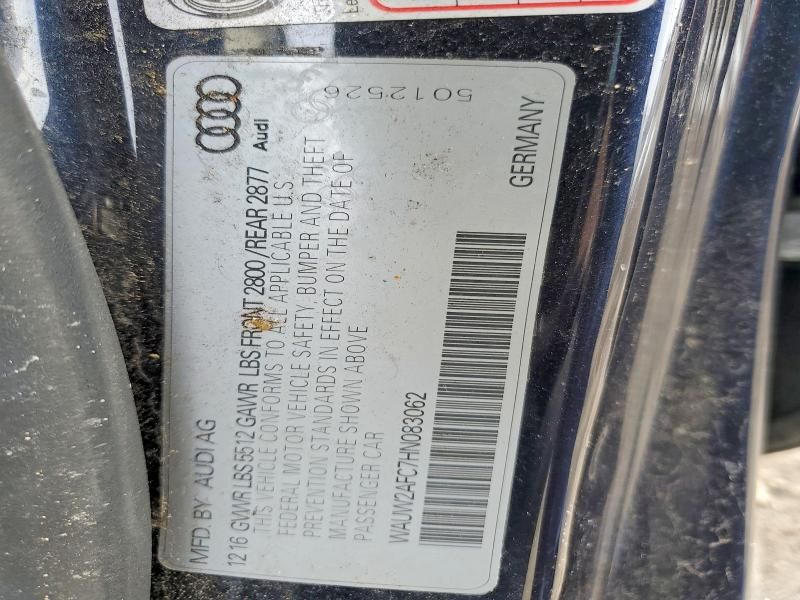 MFD. BY AUDI AG
1216 GVWR LBS 5512 GAWR LBS FRONT 2800 / REAR 2877
Audi
THIS VEHICLE CONFORMS TO ALL APPLICABLE U.S.
FEDERAL MOTOR VEHICLE SAFETY, BUMPER AND THEFT
PREVENTION STANDARDS IN EFFECT ON THE DATE OF
MANUFACTURE SHOWN ABOVE
PASSENGER CAR
5012526
WAUW2AFC7HN083062
GERMANY